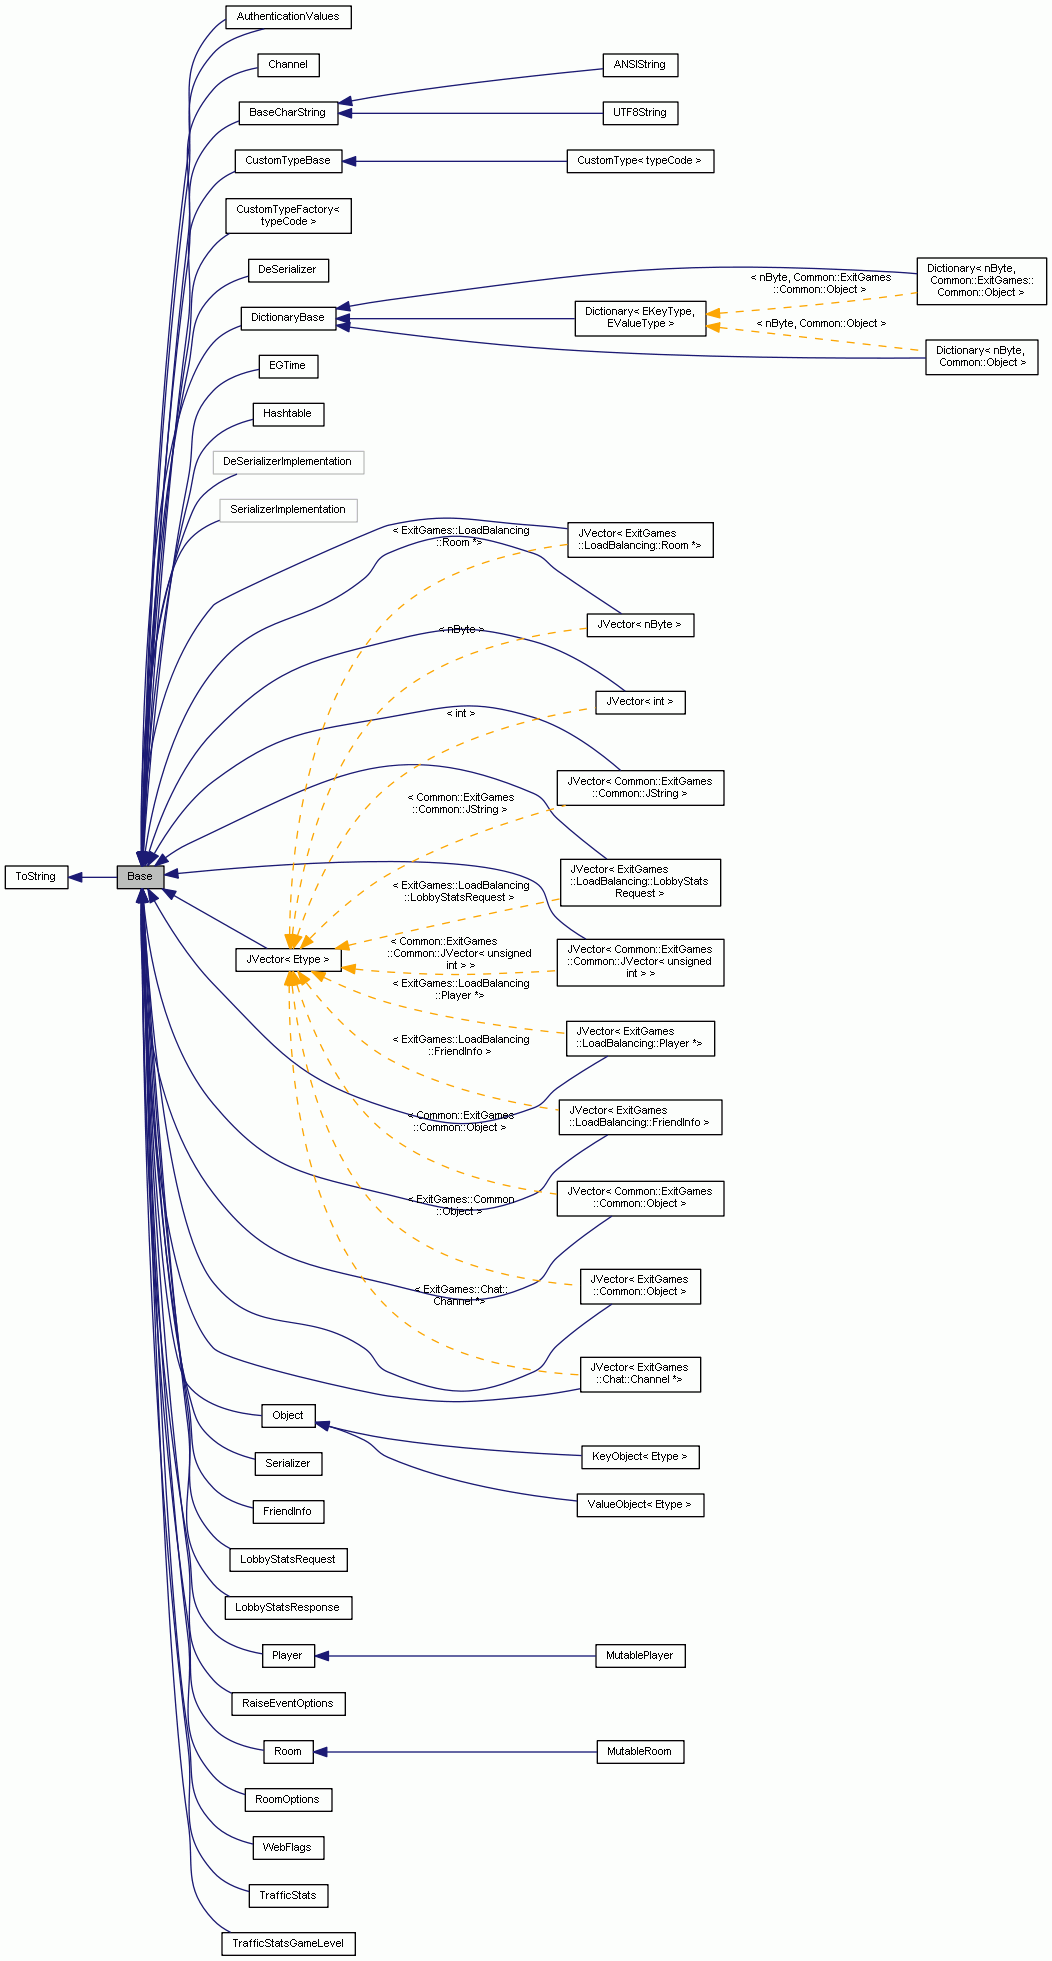 AuthenticationValues
Channel
ANSIString
BaseCharString
UTF8String
CustomTypeBase
CustomType< typeCode >
CustomTypeFactory<
typeCode >
DeSerializer
Dictionary< nByte,
Common::ExitGames::
Common::Object >
< nByte, Common::ExitGames
::Common::Object >
DictionaryBase
Dictionary< EKeyType,
EValueType >
< nByte, Common::Object >
Dictionary< nByte,
Common::Object >
EGTime
Hashtable
DeSerializerImplementation
SerializerImplementation
< ExitGames::LoadBalancing
::Room *>
JVector< ExitGames
::LoadBalancing::Room *>
JVector< nByte >
< nByte >
JVector< int >
< int >
JVector< Common::ExitGames
::Common::JString >
< Common::ExitGames
::Common::JString >
ToString
Base
JVector< ExitGames
::LoadBalancing::LobbyStats
Request >
< ExitGames::LoadBalancing
::LobbyStatsRequest >
JVector< Etype >
< Common::ExitGames
::Common::JVector< unsigned
int > >
JVector< Common::ExitGames
::Common::JVector< unsigned
int > >
< ExitGames::LoadBalancing
::Player *>
JVector< ExitGames
::LoadBalancing::Player *>
< ExitGames::LoadBalancing
::FriendInfo >
JVector< ExitGames
::LoadBalancing::FriendInfo >
< Common::ExitGames
::Common::Object >
JVector< Common::ExitGames
::Common::Object >
< ExitGames::Common
::Object >
JVector< ExitGames
::Common::Object >
< ExitGames::Chat::
Channel *>
JVector< ExitGames
::Chat::Channel *>
Object
KeyObject< Etype >
Serializer
ValueObject< Etype >
FriendInfo
LobbyStatsRequest
LobbyStatsResponse
Player
MutablePlayer
RaiseEventOptions
Room
MutableRoom
RoomOptions
WebFlags
TrafficStats
TrafficStatsGameLevel